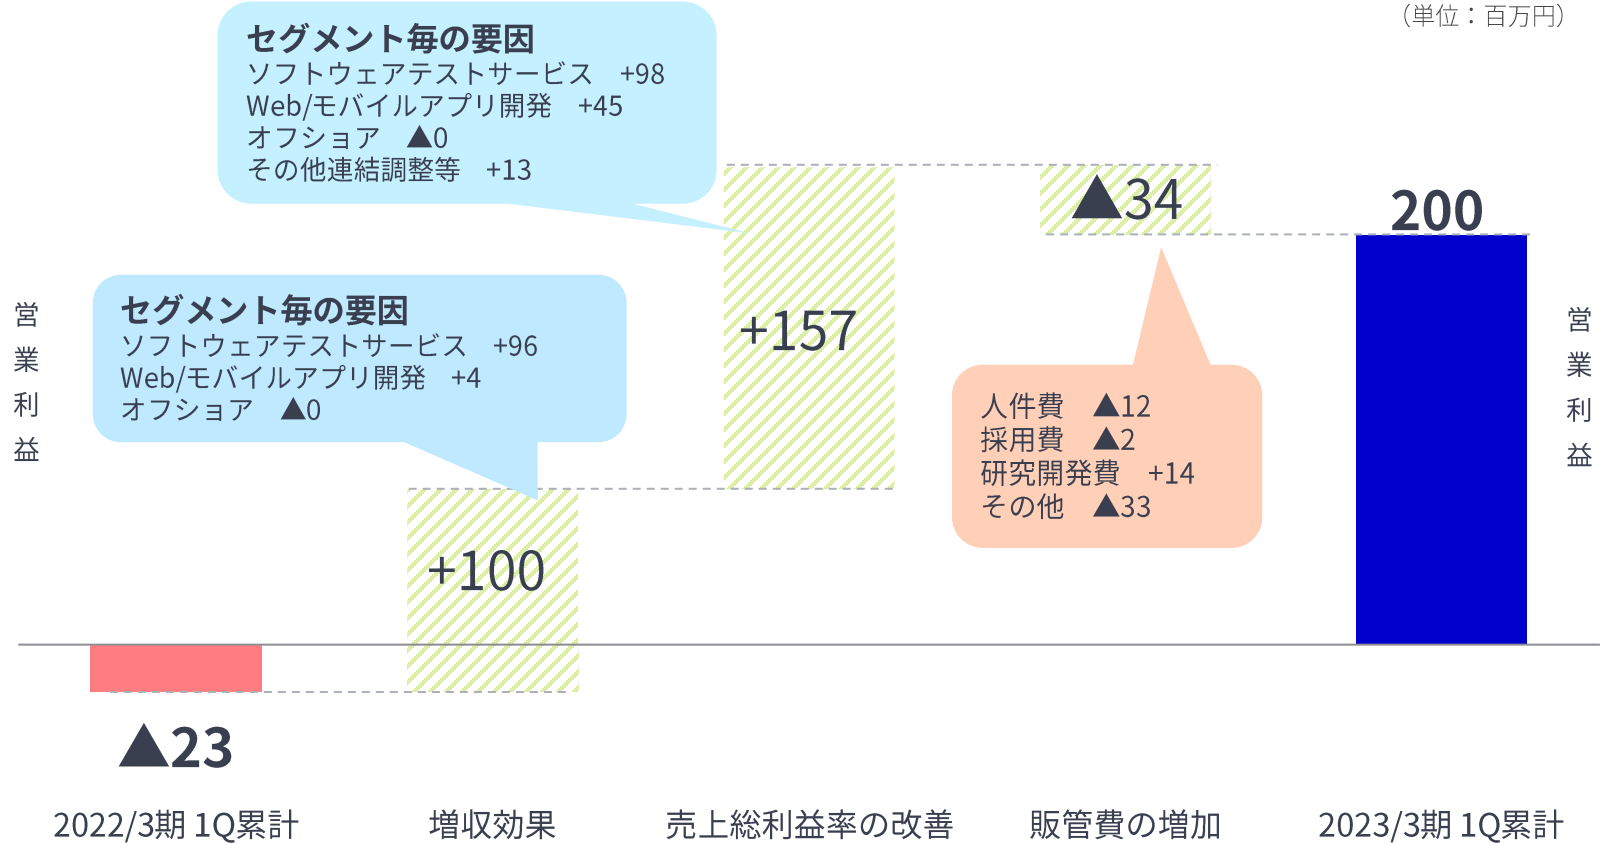 （単位：百万円）
セグメント毎の要因
ソフトウェアテストサービス　+98
Web/モバイルアプリ開発　+45
オフショア　▲0
その他連結調整等　+13
▲34
200
セグメント毎の要因
ソフトウェアテストサービス　+96
Web/モバイルアプリ開発　+4
オフショア　▲0
営業利益
営業利益
+157
人件費　▲12
採用費　▲2
研究開発費　+14
その他　▲33
+100
▲23
2022/3期 1Q累計
増収効果
売上総利益率の改善
販管費の増加
2023/3期 1Q累計